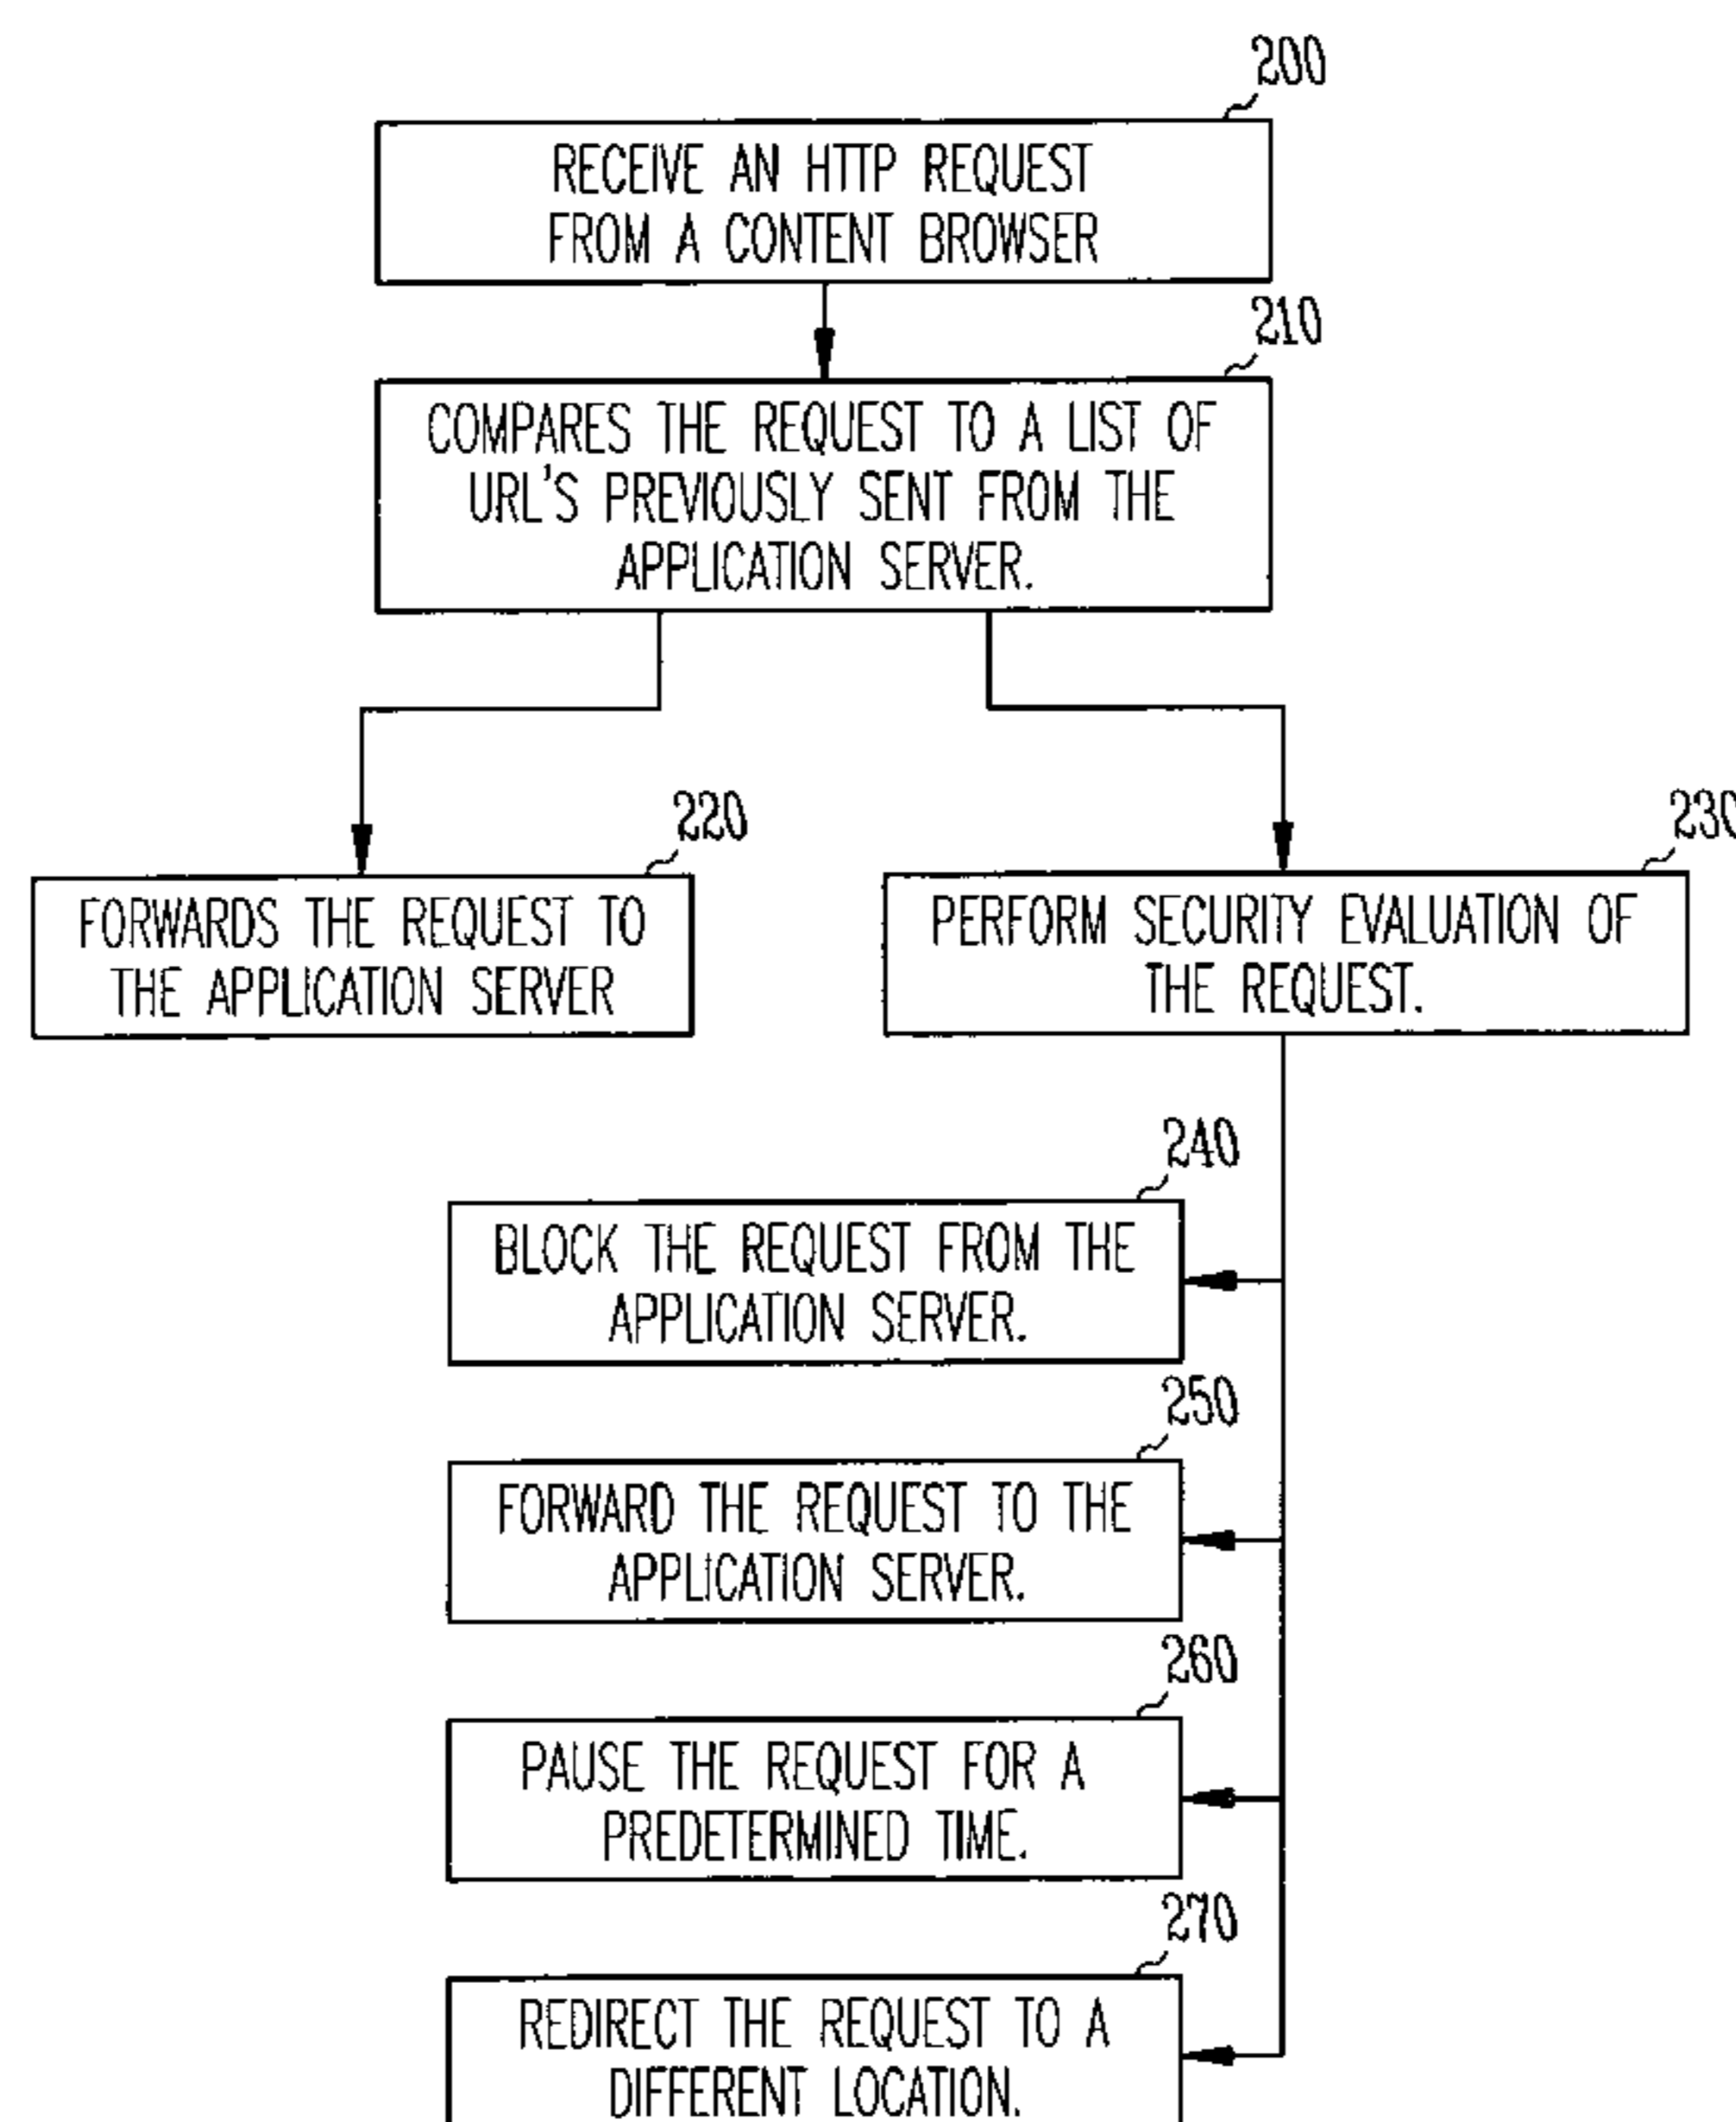 200
RECEIVE AN HTTP REQUEST
FROM A CONTENT BROWSER
210
COMPARES THE REQUEST TO A LIST OF
URL'S PREVIOUSLY SENT FROM THE
APPLICATION SERVER.
220
FORWARDS THE REQUEST TO
THE APPLICATION SERVER
230
PERFORM SECURITY EVALUATION OF
THE REQUEST.
240
BLOCK THE REQUEST FROM THE
APPLICATION SERVER.
250
FORWARD THE REQUEST TO THE
APPLICATION SERVER.
260
PAUSE THE REQUEST FOR A
PREDETERMINED TIME.
270
REDIRECT THE REQUEST TO A
DIFFERENT LOCATION.